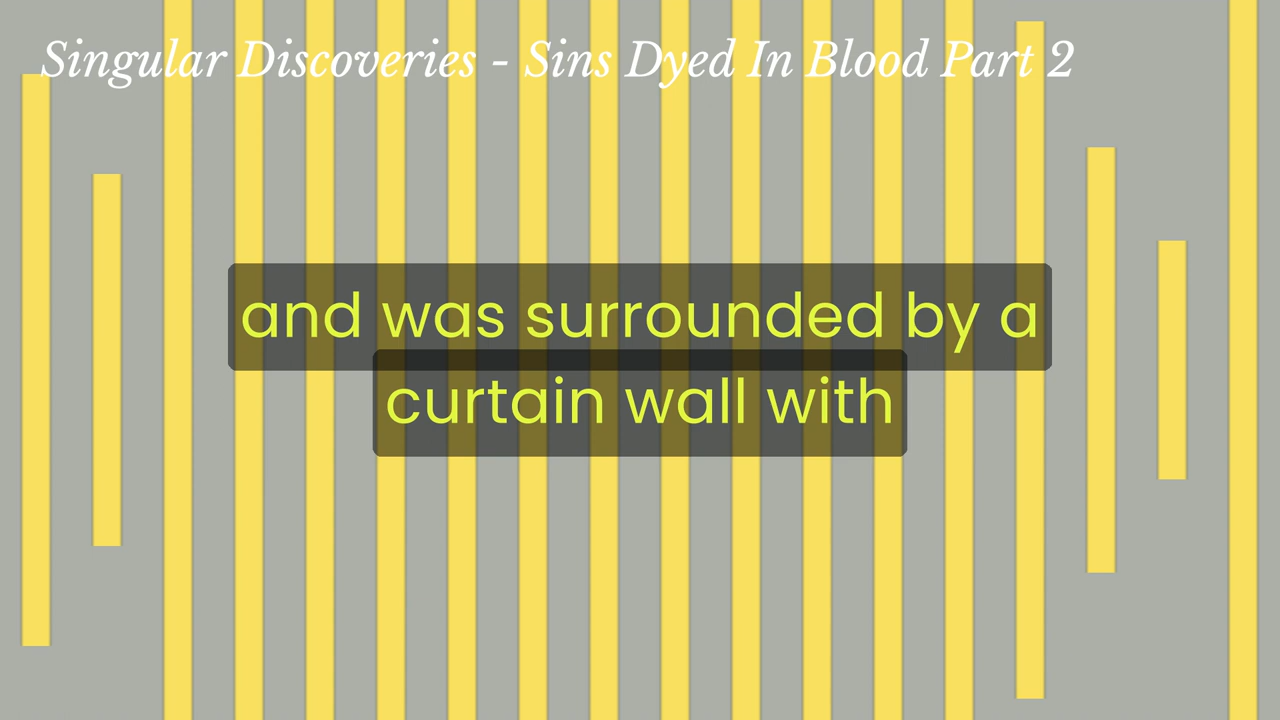 Singular Discoveries - Sins Dyed In Blood Part 2
and was surrounded by a
curtain wall with